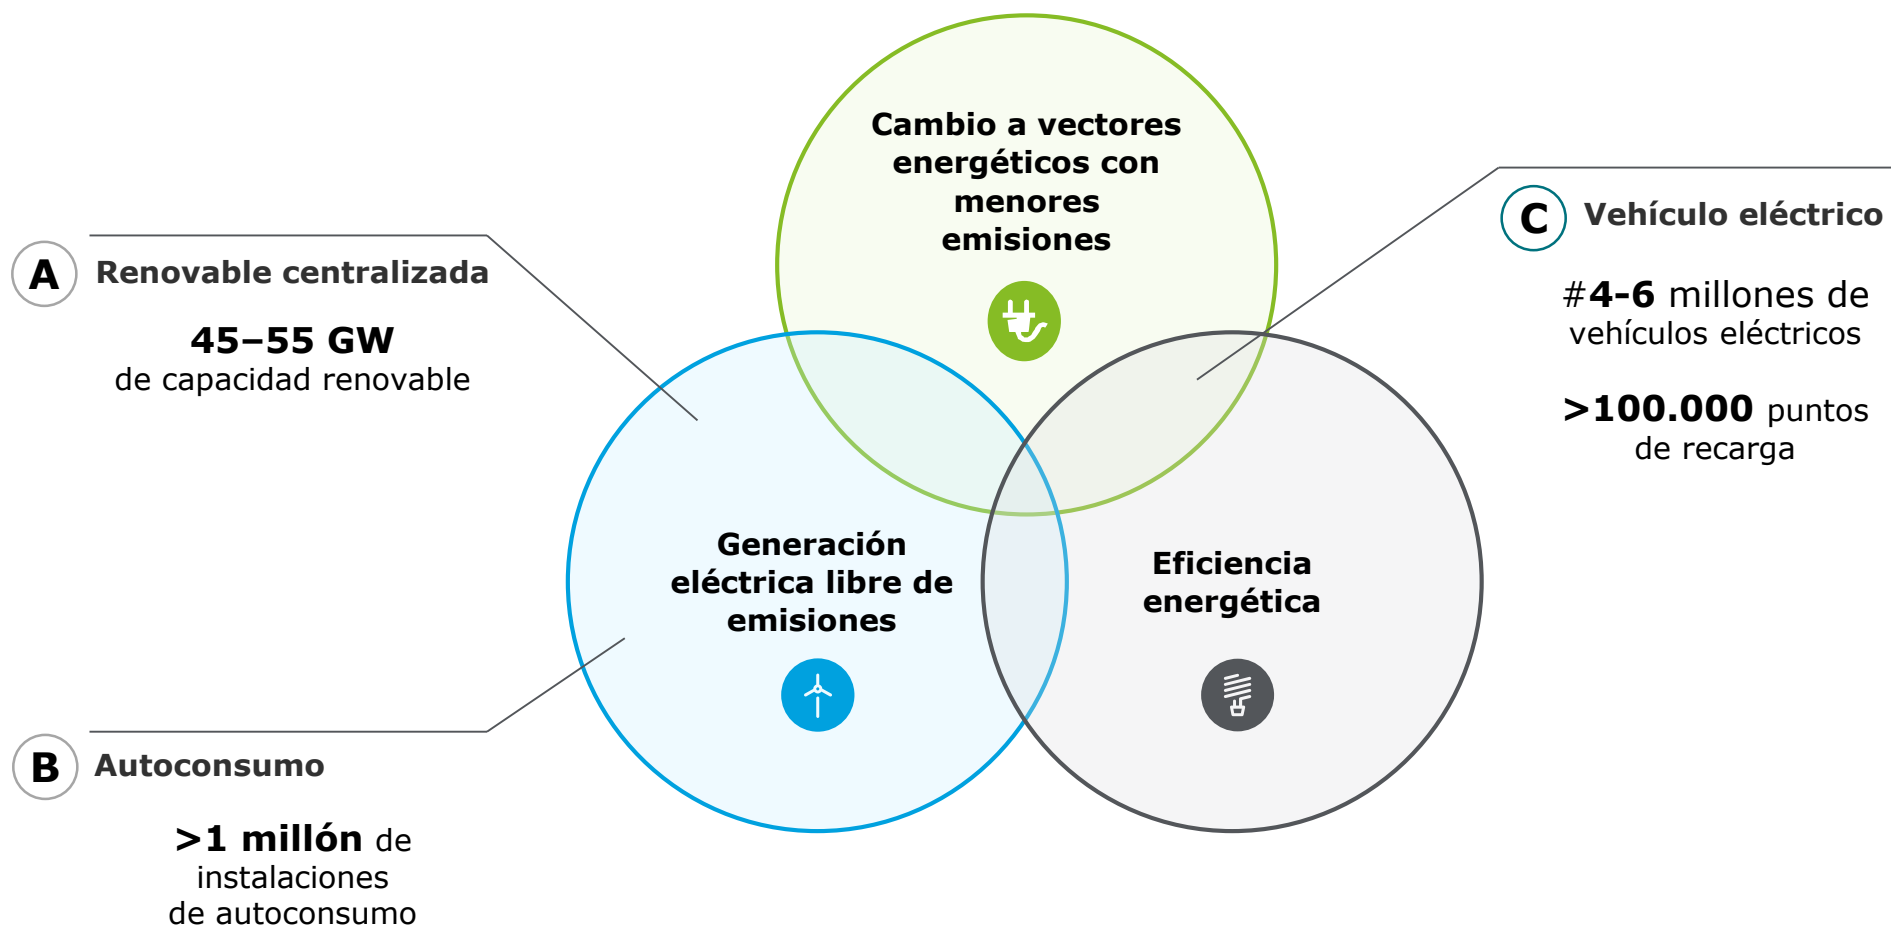 Cambio a vectores
energéticos con
menores
emisiones
A
Renovable centralizada
45–55 GW
de capacidad renovable
C
Vehículo eléctrico
#4-6 millones de
vehículos eléctricos
>100.000 puntos
de recarga
Generación
eléctrica libre de
emisiones
Eficiencia
energética
B
Autoconsumo
>1 millón de
instalaciones
de autoconsumo